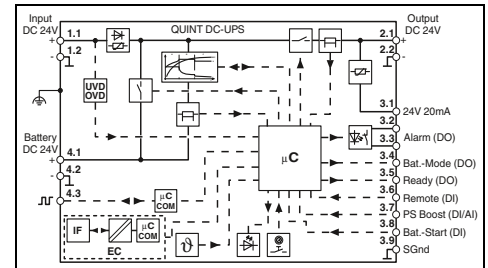 Input
DC 24V
+ 1.1
- 1.2
QUINT DC-UPS
Output
DC 24V
2.1 +
2.2 -
UVD
OVD
3.1
24V 20mA
3.2
3.3
Alarm (DO)
Battery
DC 24V
+ 4.1
- 4.2
4.3
µC
3.4
Bat.-Mode (DO)
3.5
Ready (DO)
3.6
Remote (DI)
3.7
PS Boost (DI/AI)
3.8
Bat.-Start (DI)
3.9
SGnd
µC
COM
IF
µC
COM
EC
ϑ